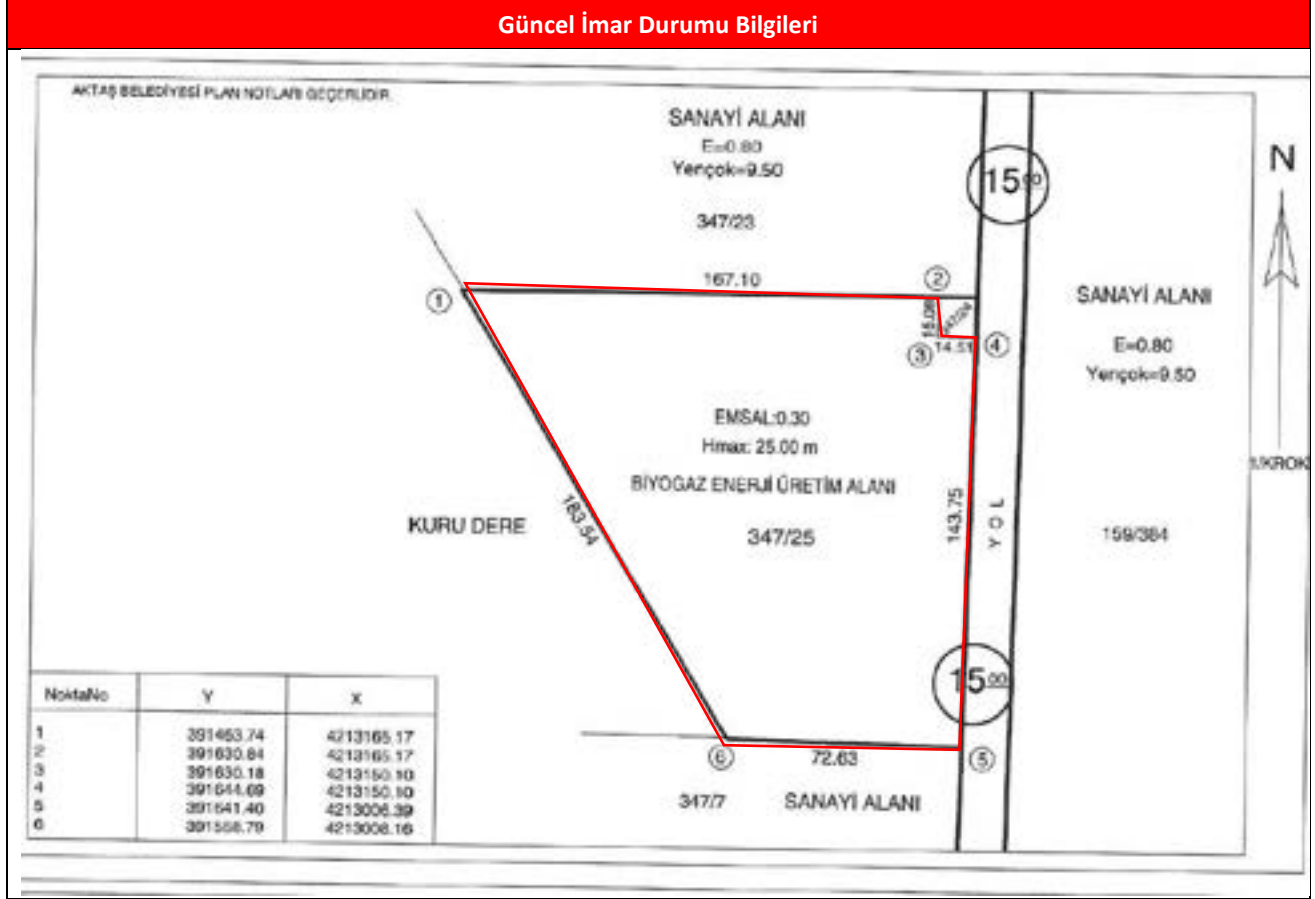 Güncel İmar Durumu Bilgileri
AKTAŞ BELEDİYESİ PLAN NOTLARI GEÇERLİDİR.
SANAYİ ALANI
E=0.80
Yençok=9.50
347/23
15.00
N
167.10
①
②
15.08
347/24
③
14.51
④
SANAYİ ALANI
E=0.80
Yençok=9.50
EMSAL:0.30
Hmax: 25.00 m
BİYOGAZ ENERJİ ÜRETİM ALANI
347/25
KURU DERE
183.54
143.75
YOL
159/384
15.00
⑥
72.63
⑤
347/7
SANAYİ ALANI
NoktaNo Y X
1 391463.74 4213165.17
2 391630.84 4213165.17
3 391630.18 4213150.10
4 391644.69 4213150.10
5 391641.40 4213006.39
6 391568.79 4213008.16